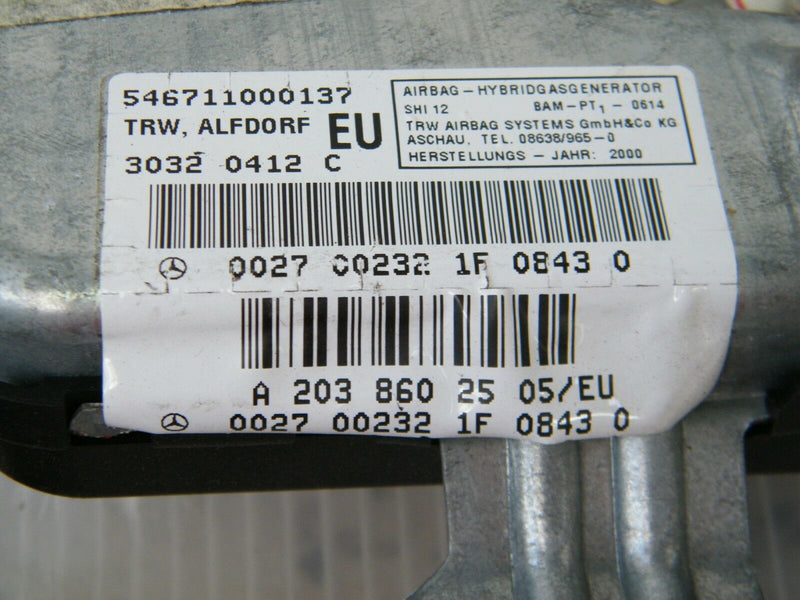 546711000137
TRW, ALFDORF EU
3032 0412 C
AIRBAG - HYBRIDGASGENERATOR
SHI 12 BAM-PT1 - 0614
TRW AIRBAG SYSTEMS GmbH&Co KG
ASCHAU, TEL. 08638/965-0
HERSTELLUNGS - JAHR: 2000
0027 00232 1F 0843 0
A 203 860 25 05/EU
0027 00232 1F 0843 0